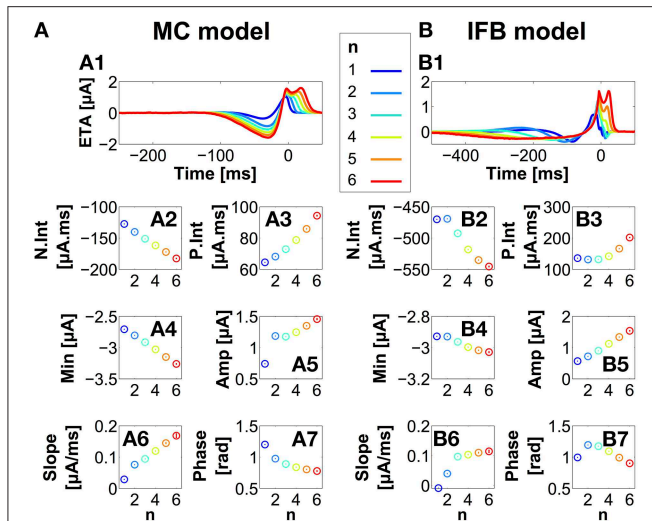 A MC model B IFB model
A1 n B1
ETA [µA]
2
1
0
−1
−2
−200 −100 0
Time [ms]
1
2
3
4
5
6
2
1
0
−400 −200 0
Time [ms]
N.Int [µA.ms]
−100
−150
−200
A2
2 4 6
P.Int [µA.ms]
100
80
60
A3
2 4 6
N.Int [µA.ms]
−450
−500
−550
B2
2 4 6
P.Int [µA.ms]
300
200
100
B3
2 4 6
Min [µA]
−2.5
−3
−3.5
A4
2 4 6
Amp [µA]
1.5
1
0.5
A5
2 4 6
Min [µA]
−2.8
−3
−3.2
B4
2 4 6
Amp [µA]
2
1
0
B5
2 4 6
Slope [µA/ms]
0.2
0.1
0
A6
2 4 6
n
Phase [rad]
1.5
1
0.5
A7
2 4 6
n
Slope [µA/ms]
0.2
0.1
0
B6
2 4 6
n
Phase [rad]
1.5
1
0.5
B7
2 4 6
n